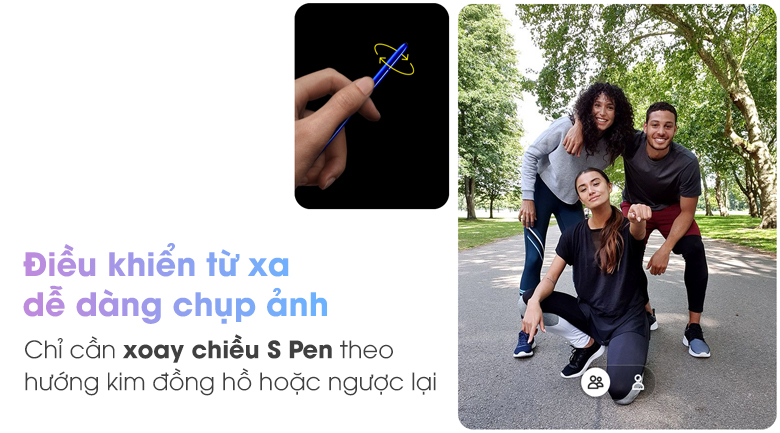 Điều khiển từ xa
dễ dàng chụp ảnh
Chỉ cần xoay chiều S Pen theo
hướng kim đồng hồ hoặc ngược lại